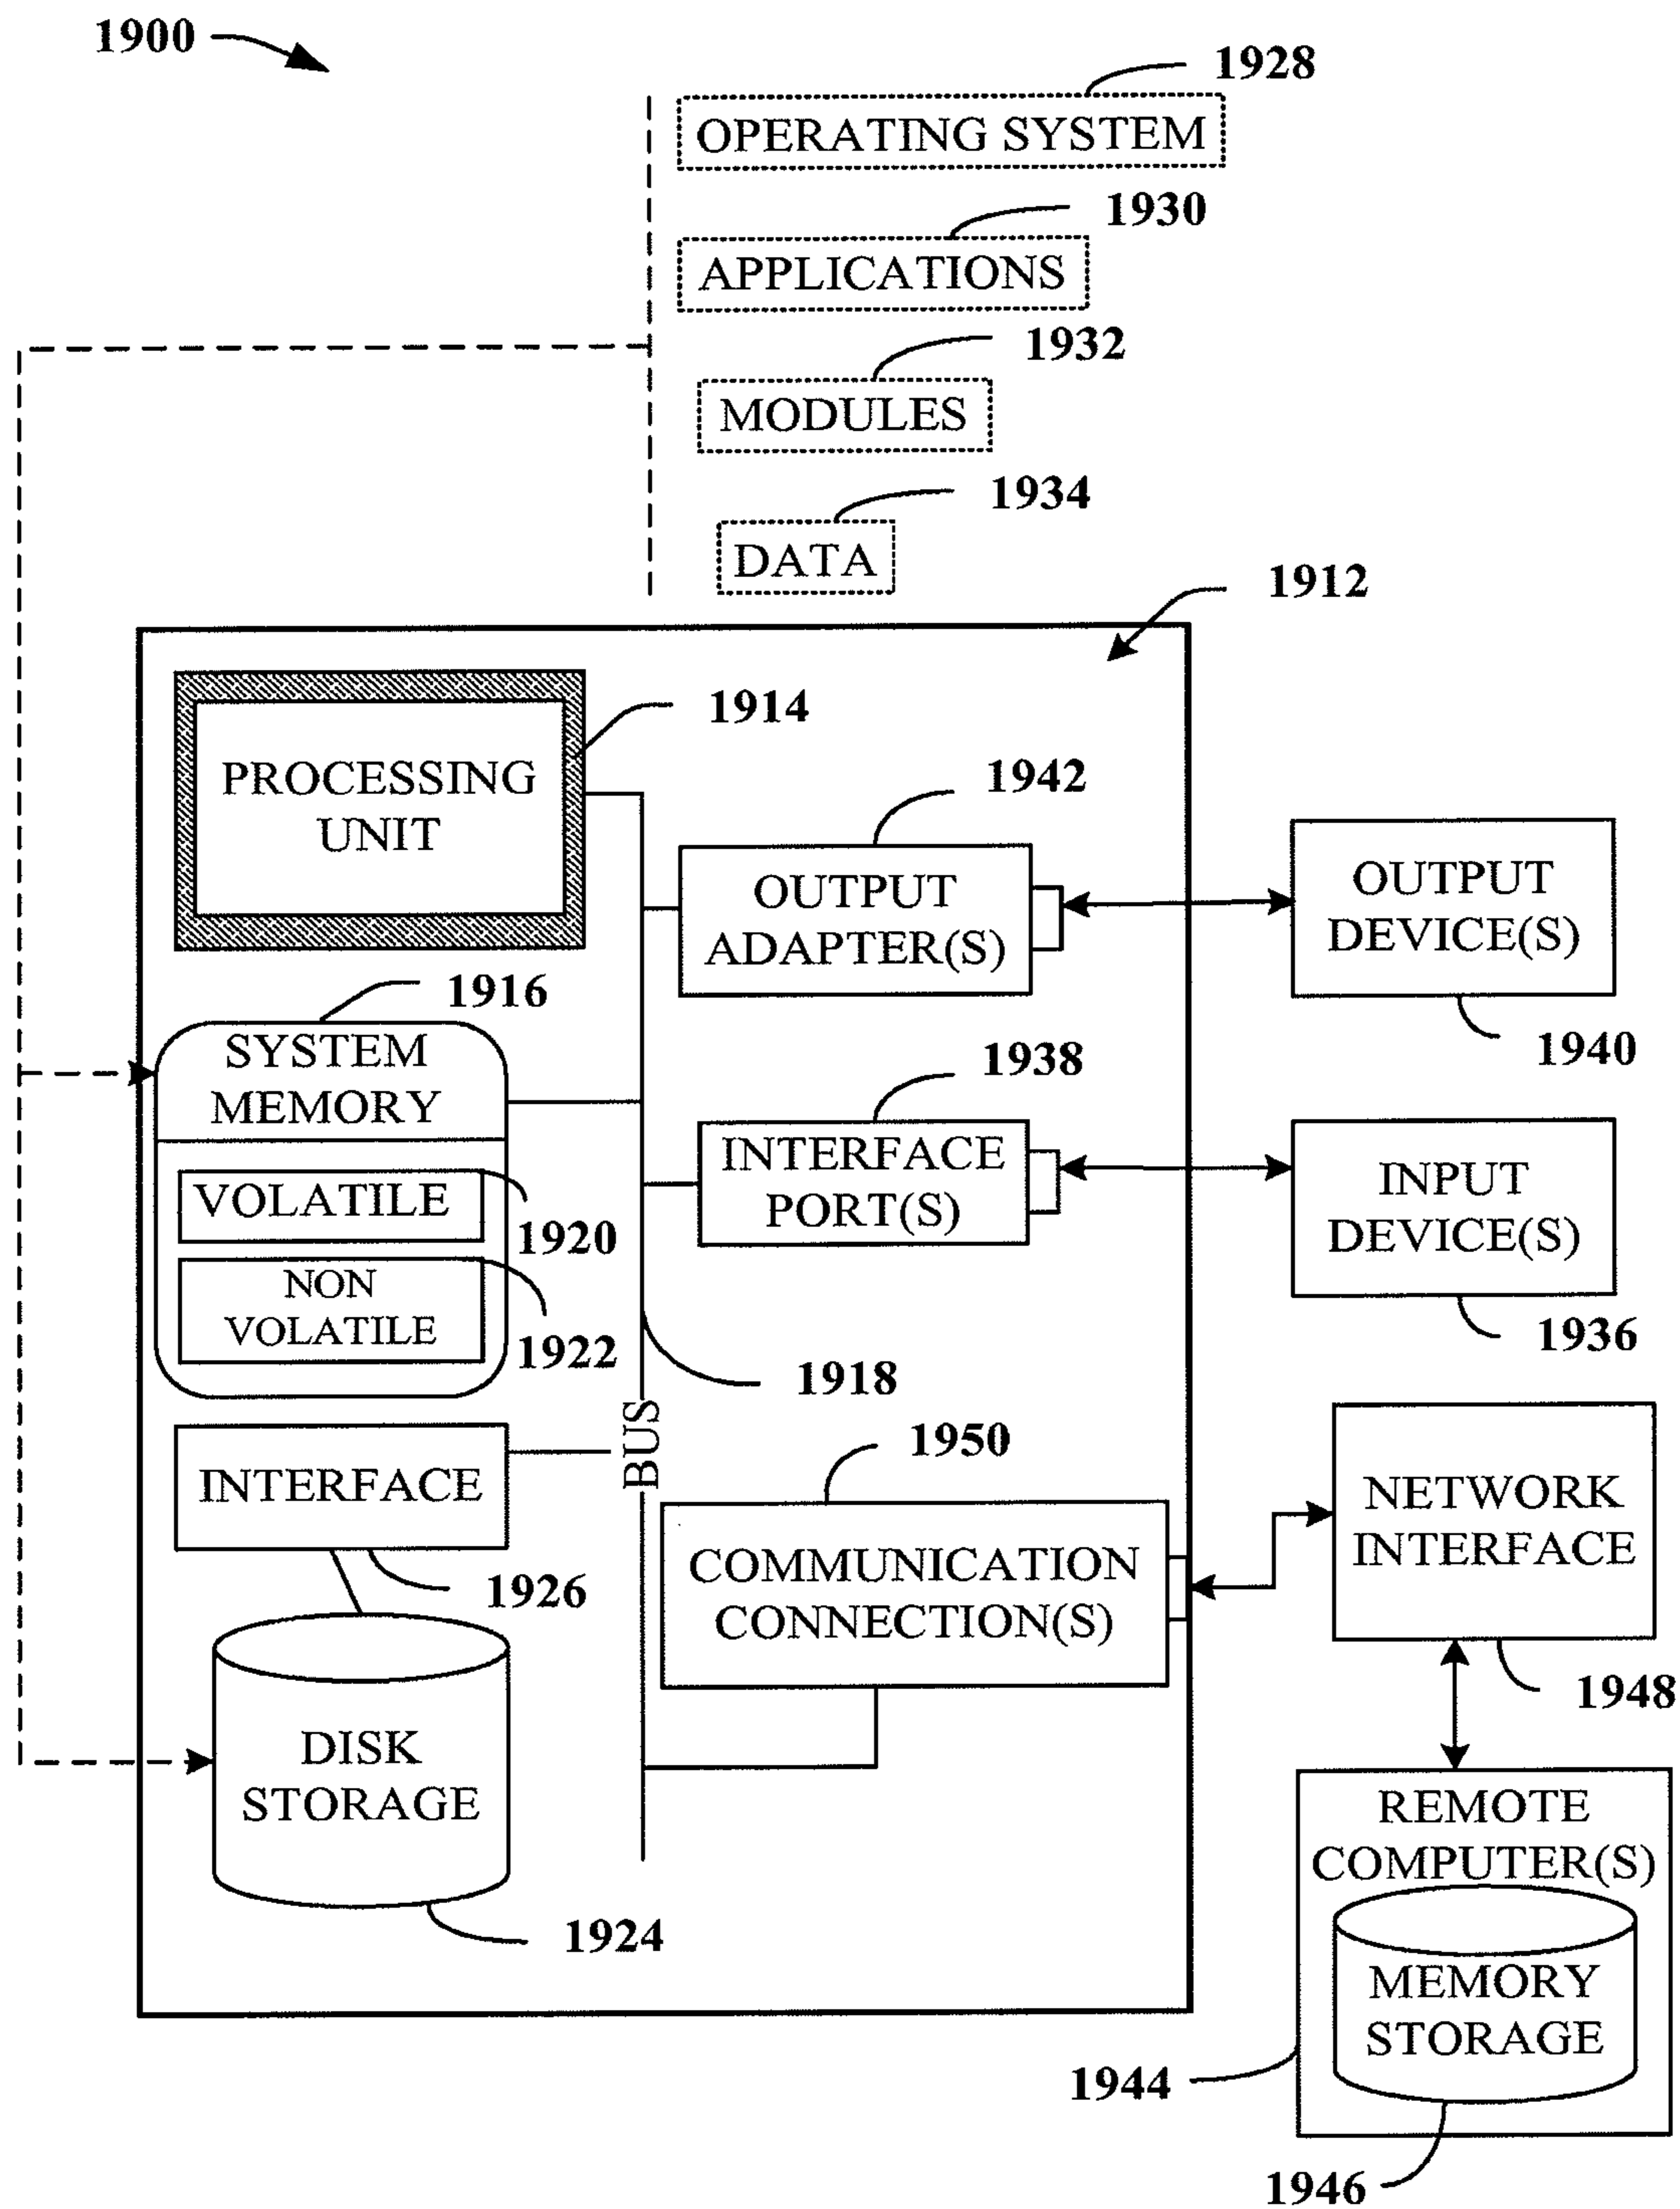 1900
1928
OPERATING SYSTEM
1930
APPLICATIONS
1932
MODULES
1934
DATA
1912
PROCESSING
UNIT
1914
1942
OUTPUT
ADAPTER(S)
OUTPUT
DEVICE(S)
1940
1916
SYSTEM
MEMORY
VOLATILE
1920
NON
VOLATILE
1922
1938
INTERFACE
PORT(S)
INPUT
DEVICE(S)
1936
1918
BUS
INTERFACE
1926
1950
COMMUNICATION
CONNECTION(S)
NETWORK
INTERFACE
1948
DISK
STORAGE
1924
REMOTE
COMPUTER(S)
MEMORY
STORAGE
1944
1946